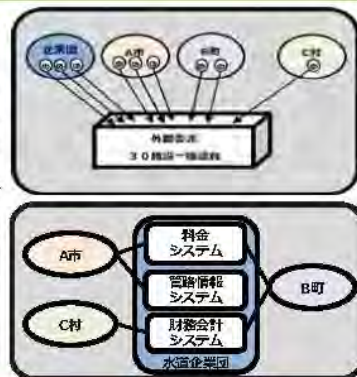 企業団
A市
B町
C村
外部委託
30施設一括委託
A市
C村
料金
システム
管路情報
システム
財務会計
システム
水道企業団
B町